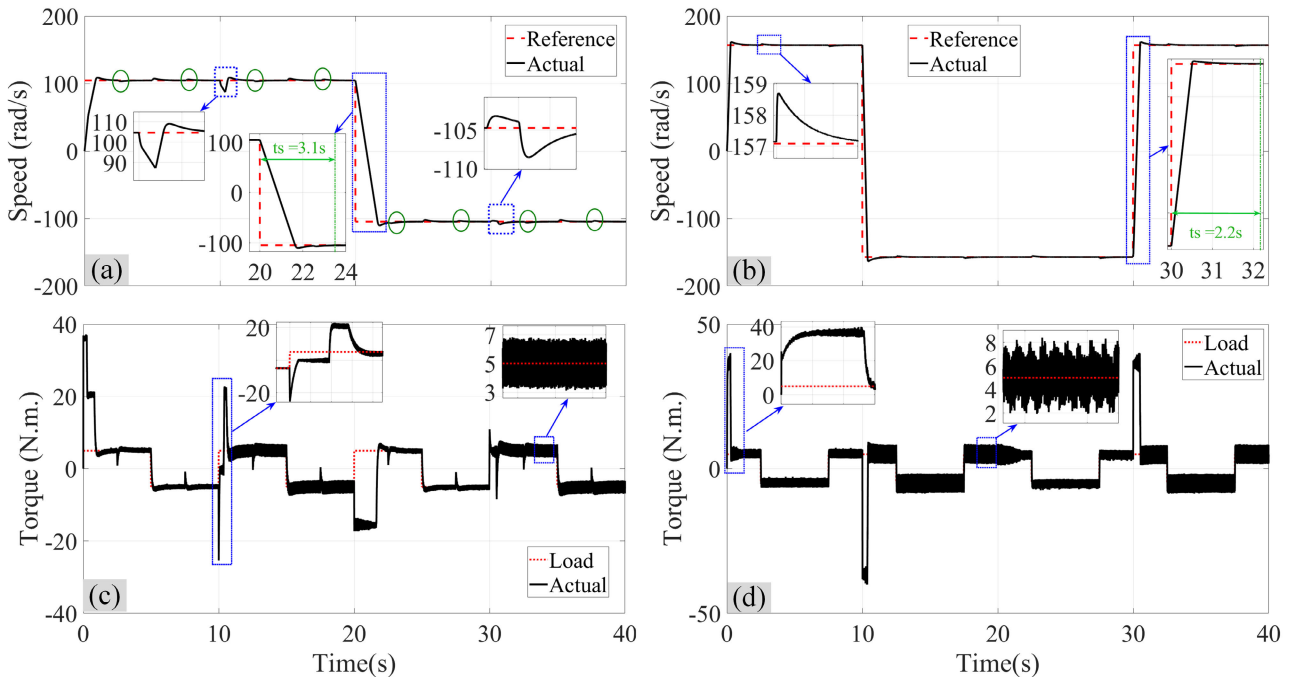 200
100
0
-100
-200
Speed (rad/s)
Reference
Actual
110
90
100
0
-100
20 22 24
ts =3.1s
-105
-110
(a)
200
100
0
-100
-200
Speed (rad/s)
Reference
Actual
159
158
157
ts =2.2s
30 31 32
(b)
40
20
0
-20
-40
Torque (N.m.)
20
-20
7
5
3
Load
Actual
(c)
0 10 20 30 40
Time(s)
50
0
-50
Torque (N.m.)
40
20
0
8
6
4
2
Load
Actual
(d)
0 10 20 30 40
Time(s)